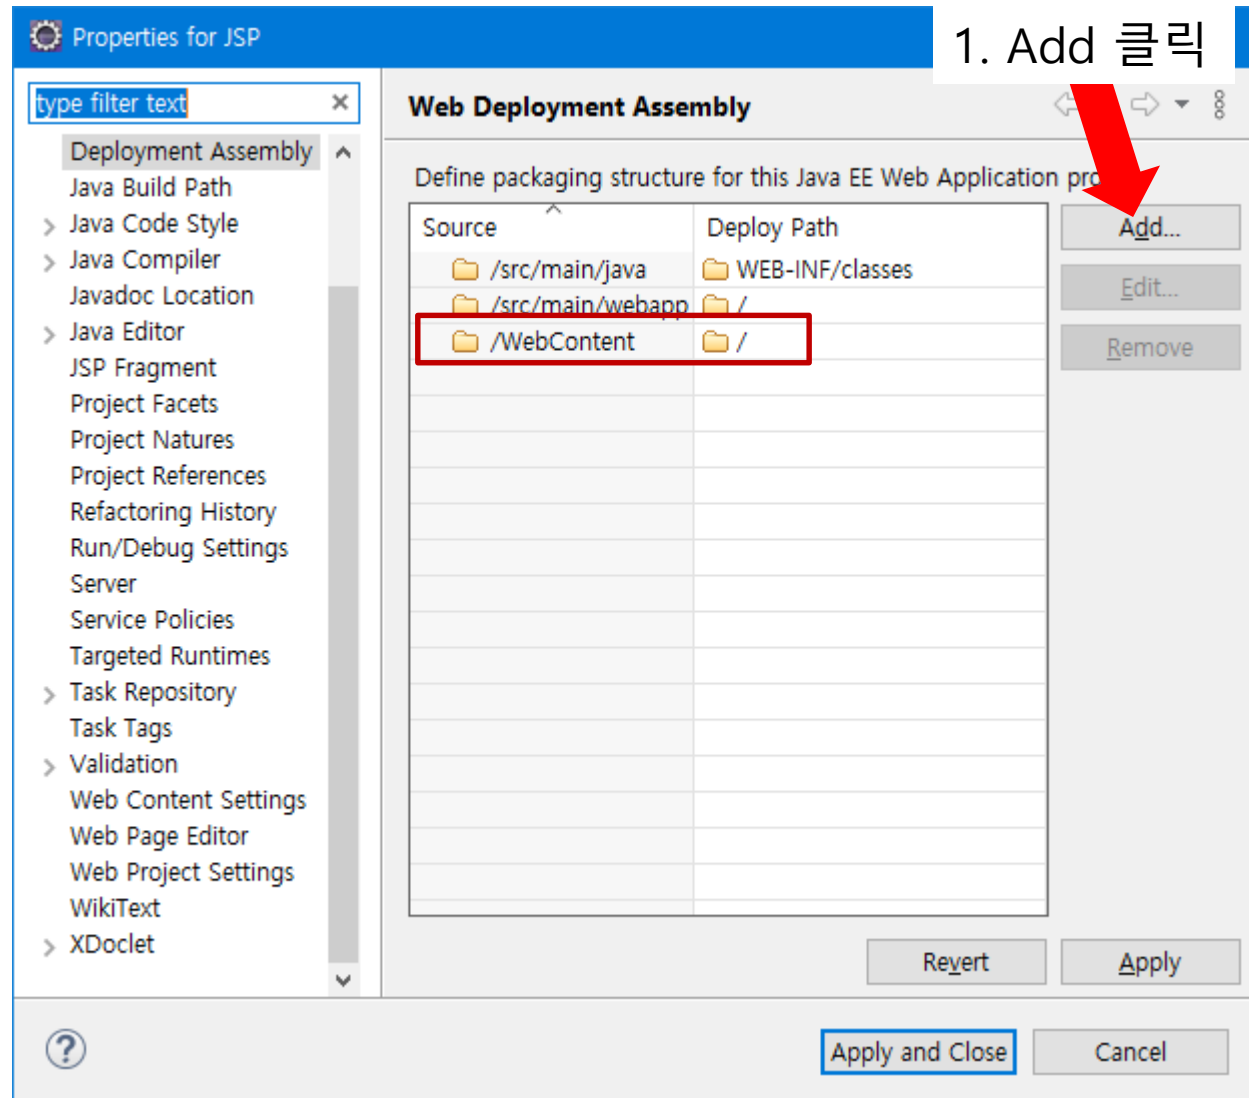 Properties for JSP
1. Add 클릭
type filter text
Deployment Assembly
Java Build Path
Java Code Style
Java Compiler
Javadoc Location
Java Editor
JSP Fragment
Project Facets
Project Natures
Project References
Refactoring History
Run/Debug Settings
Server
Service Policies
Targeted Runtimes
Task Repository
Task Tags
Validation
Web Content Settings
Web Page Editor
Web Project Settings
WikiText
XDoclet
Web Deployment Assembly
Define packaging structure for this Java EE Web Application
Source Deploy Path
/src/main/java WEB-INF/classes
/src/main/webapp /
/WebContent /
Add...
Edit...
Remove
Revert Apply
Apply and Close Cancel